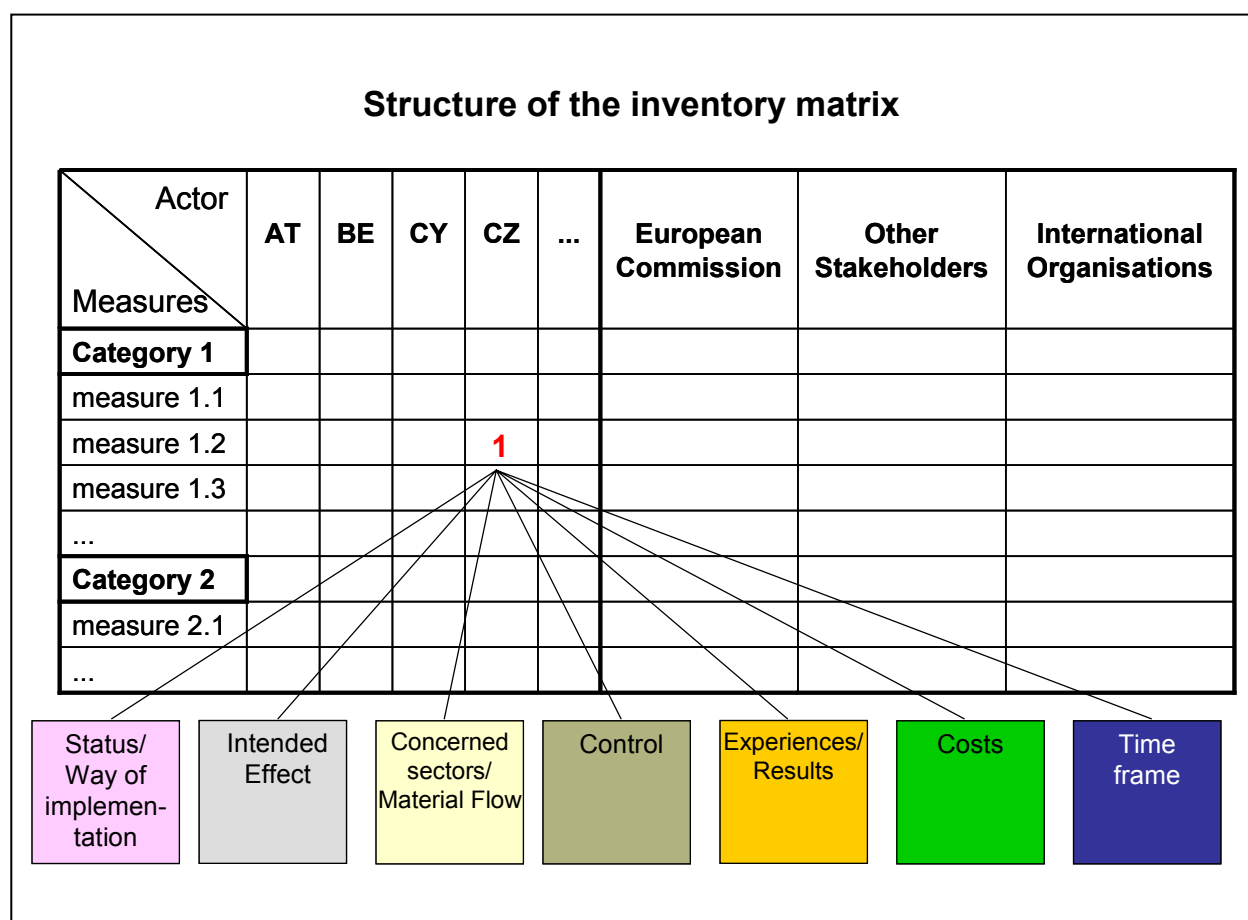 Structure of the inventory matrix
Actor
Measures
AT
BE
CY
CZ
...
European
Commission
Other
Stakeholders
International
Organisations
Category 1
measure 1.1
measure 1.2
1
measure 1.3
...
Category 2
measure 2.1
...
Status/
Way of
implemen-
tation
Intended
Effect
Concerned
sectors/
Material Flow
Control
Experiences/
Results
Costs
Time
frame